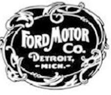 FORD MOTOR
CO.
DETROIT,
-MICH.-